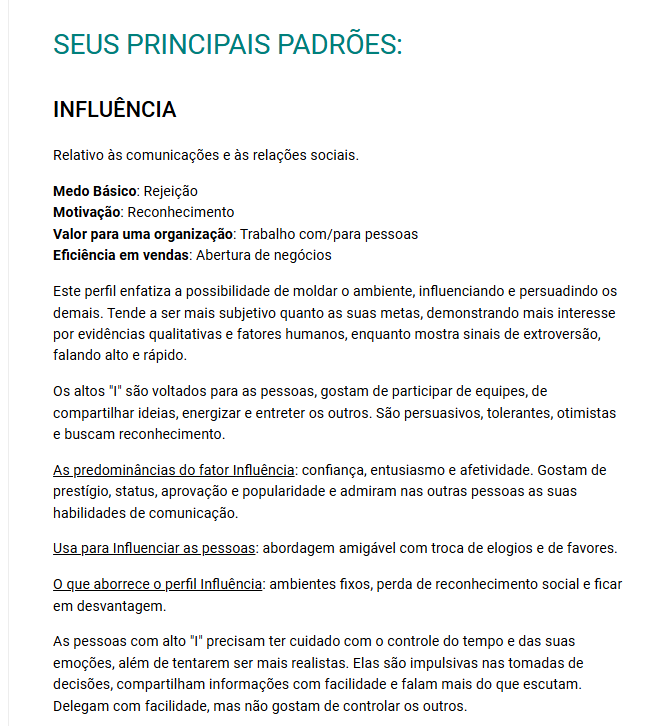 SEUS PRINCIPAIS PADRÕES:
INFLUÊNCIA
Relativo às comunicações e às relações sociais.
Medo Básico: Rejeição
Motivação: Reconhecimento
Valor para uma organização: Trabalho com/para pessoas
Eficiência em vendas: Abertura de negócios
Este perfil enfatiza a possibilidade de moldar o ambiente, influenciando e persuadindo os
demais. Tende a ser mais subjetivo quanto as suas metas, demonstrando mais interesse
por evidências qualitativas e fatores humanos, enquanto mostra sinais de extroversão,
falando alto e rápido.
Os altos "I" são voltados para as pessoas, gostam de participar de equipes, de
compartilhar ideias, energizar e entreter os outros. São persuasivos, tolerantes, otimistas
e buscam reconhecimento.
As predominâncias do fator Influência: confiança, entusiasmo e afetividade. Gostam de
prestígio, status, aprovação e popularidade e admiram nas outras pessoas as suas
habilidades de comunicação.
Usa para Influenciar as pessoas: abordagem amigável com troca de elogios e de favores.
O que aborrece o perfil Influência: ambientes fixos, perda de reconhecimento social e ficar
em desvantagem.
As pessoas com alto "I" precisam ter cuidado com o controle do tempo e das suas
emoções, além de tentarem ser mais realistas. Elas são impulsivas nas tomadas de
decisões, compartilham informações com facilidade e falam mais do que escutam.
Delegam com facilidade, mas não gostam de controlar os outros.